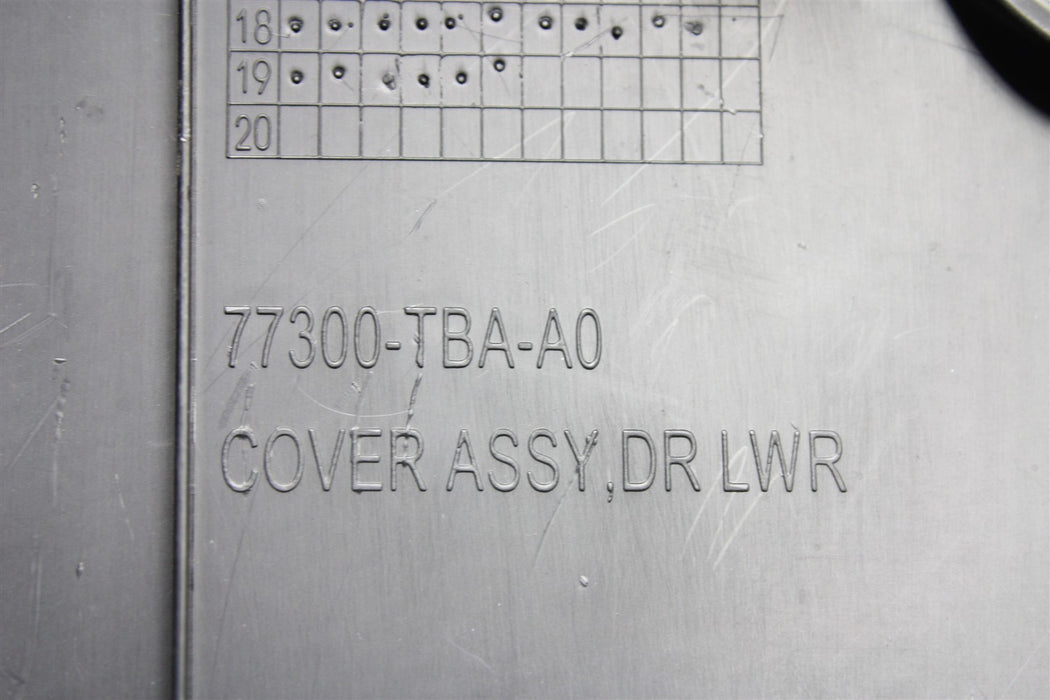 18
19
20
77300-TBA-A0
COVER ASSY,DR LWR